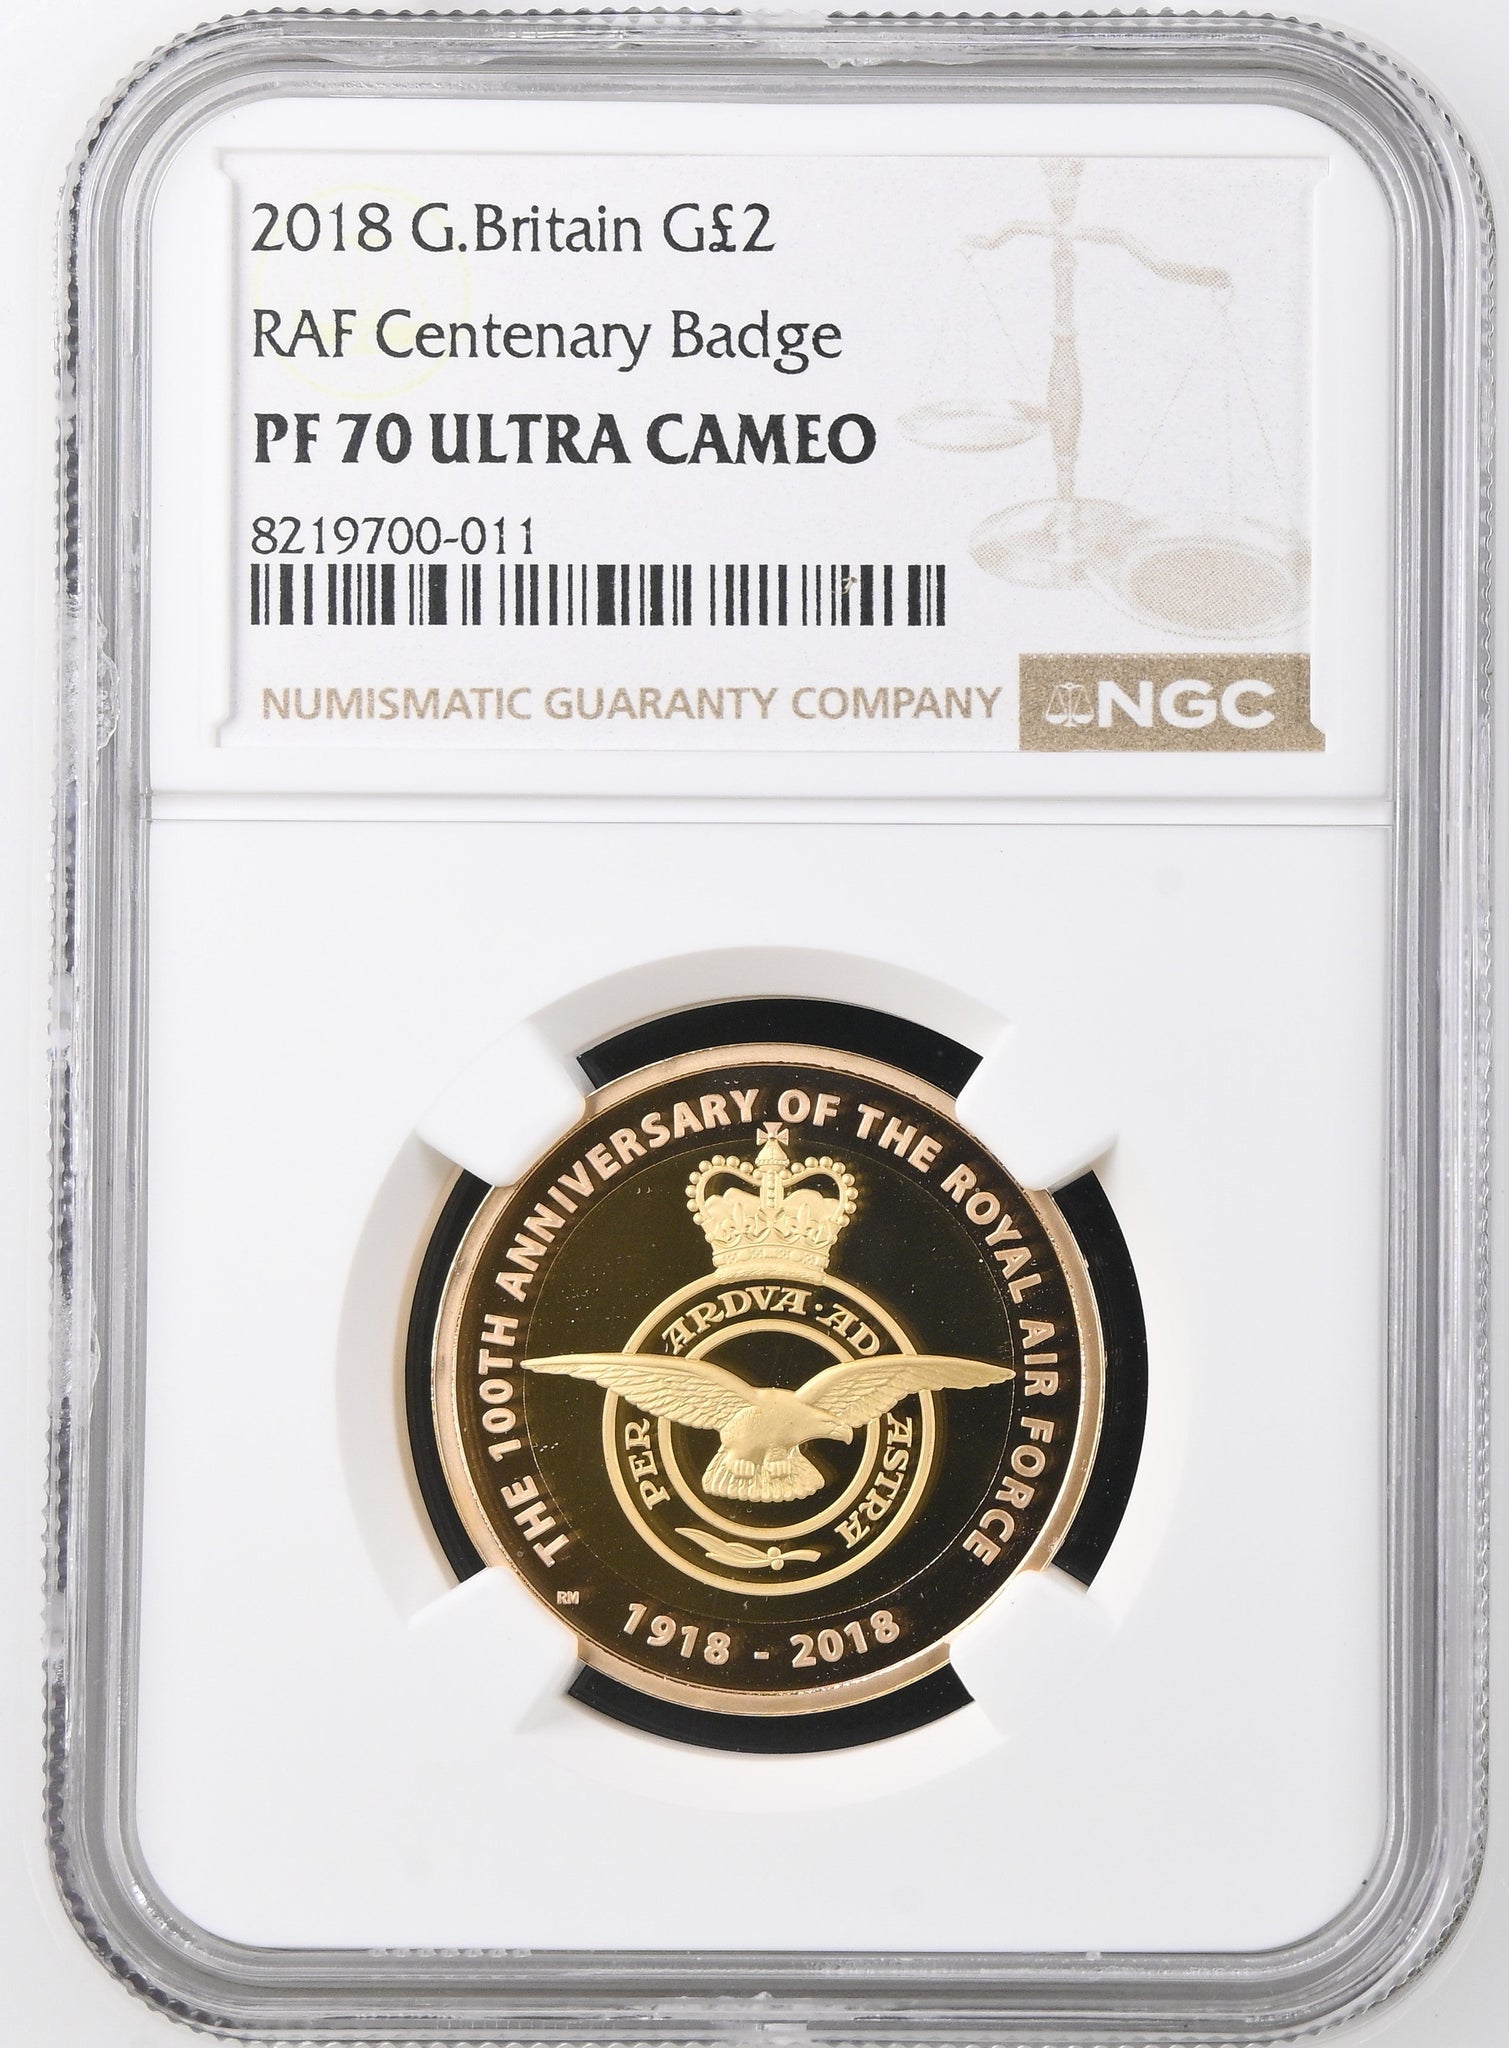 2018 G.Britain G£2
RAF Centenary Badge
PF 70 ULTRA CAMEO
8219700-011
NUMISMATIC GUARANTY COMPANY
NGC
THE 100TH ANNIVERSARY OF THE ROYAL AIR FORCE
PER ARDVA · AD ASTRA
RM
1918 - 2018